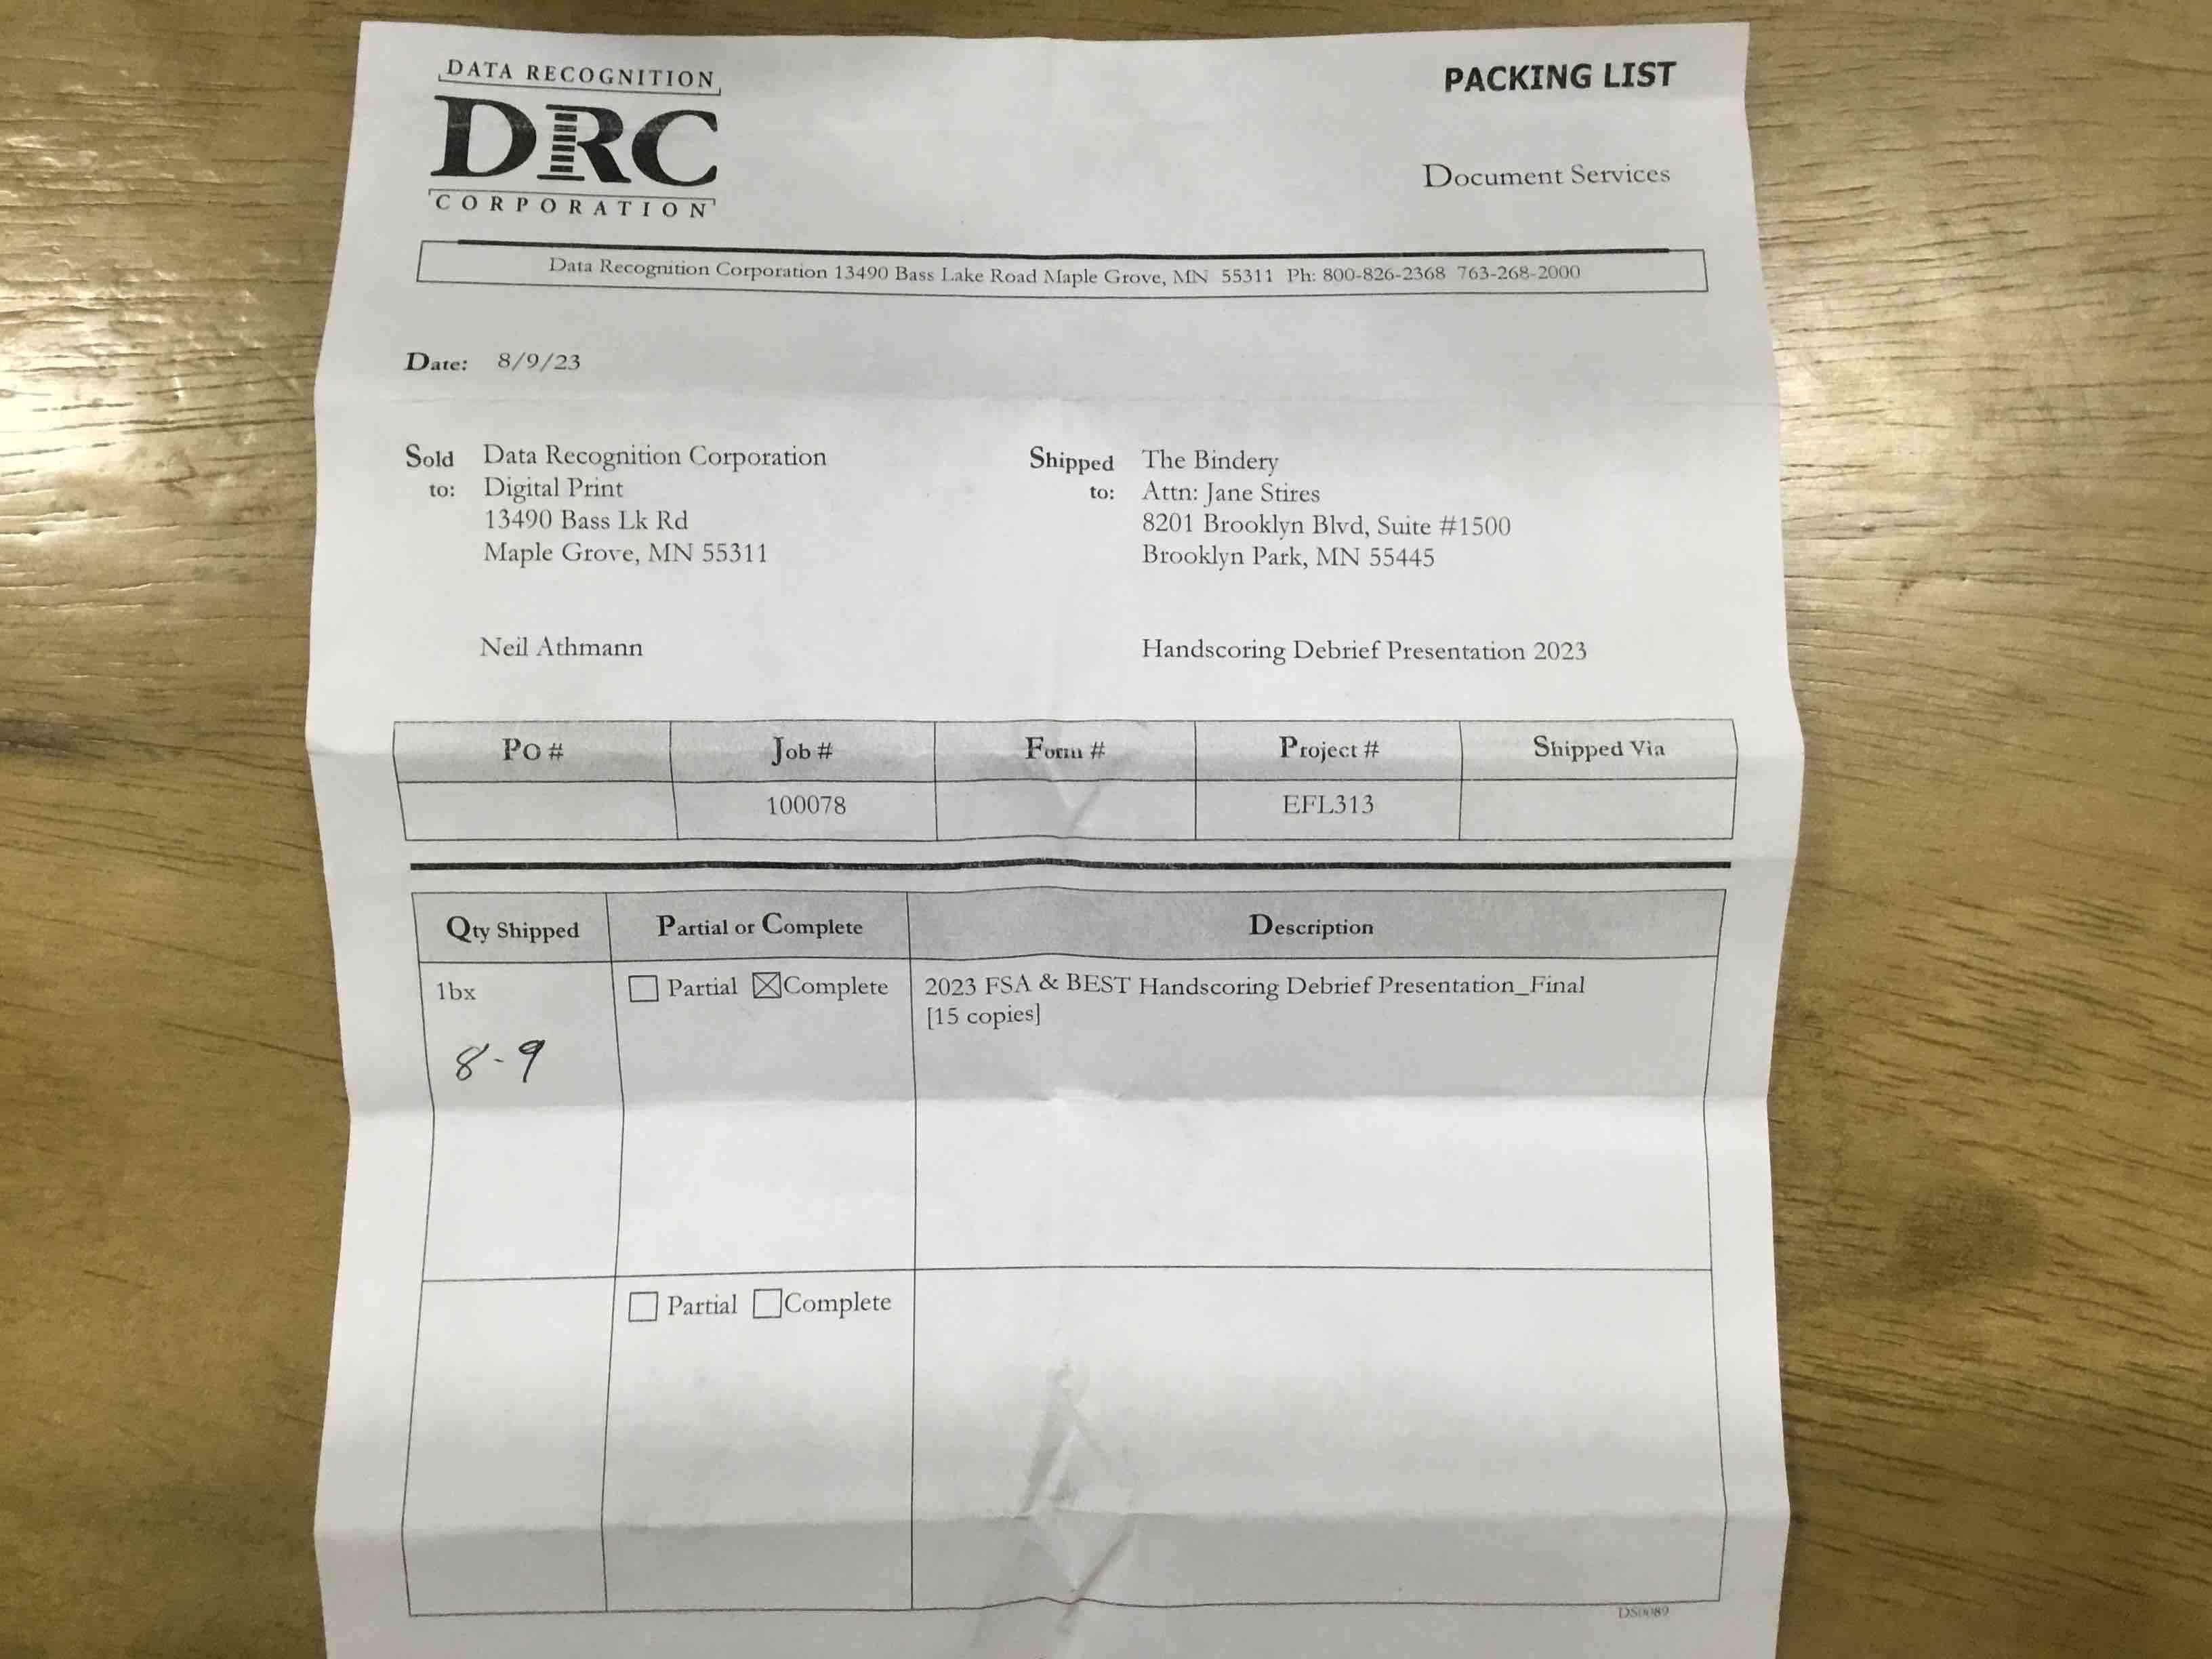 DATA RECOGNITION
DRC
CORPORATION
PACKING LIST
Document Services
Data Recognition Corporation 13490 Bass Lake Road Maple Grove, MN 55311 Ph: 800-826-2368 763-268-2000
Date: 8/9/23
Sold to: Data Recognition Corporation
Digital Print
13490 Bass Lk Rd
Maple Grove, MN 55311
Shipped to: The Bindery
Attn: Jane Stires
8201 Brooklyn Blvd, Suite #1500
Brooklyn Park, MN 55445
Neil Athmann
Handscoring Debrief Presentation 2023
PO # Job # Form # Project # Shipped Via
100078 EFL313
Qty Shipped Partial or Complete Description
1bx Partial Complete 2023 FSA & BEST Handscoring Debrief Presentation_Final
[15 copies]
8-9
Partial Complete
DS0089